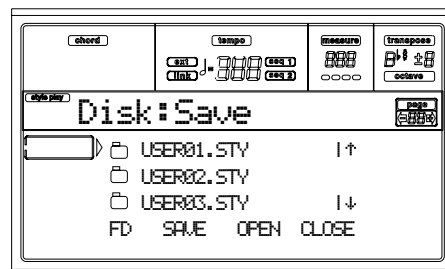 chord tempo measure transpose
ext seq 1
link seq 2
octave
style play Disk:Save page
USER01.STY
USER02.STY
USER03.STY
FD SAVE OPEN CLOSE